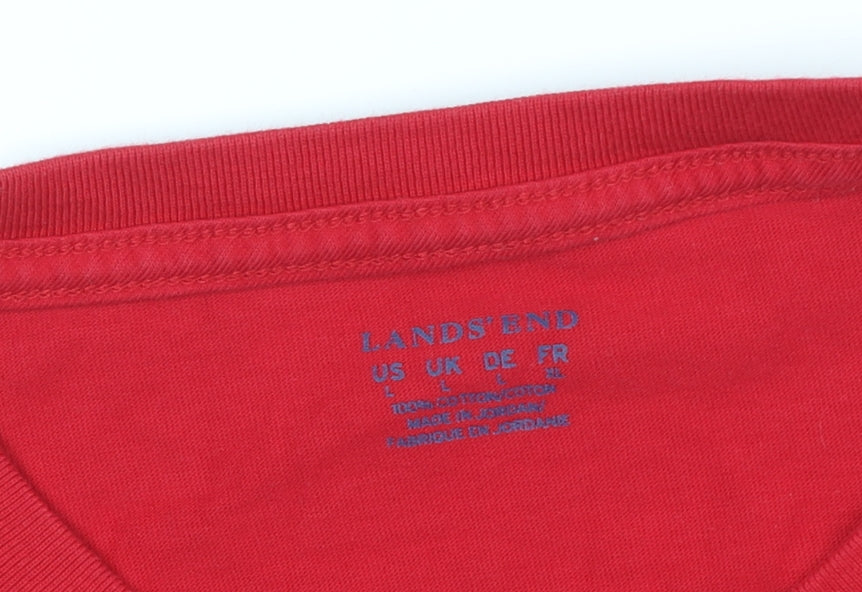 LANDS' END
US UK DE FR
L L L XL
100% COTTON/COTON
MADE IN JORDAN/
FABRIQUE EN JORDANIE